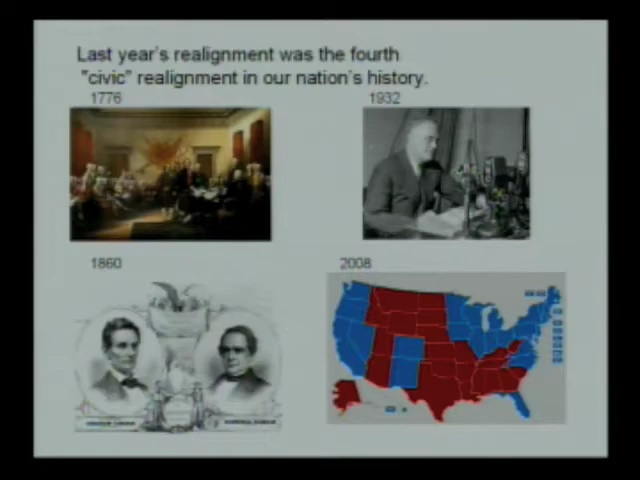 Last year's realignment was the fourth
"civic" realignment in our nation's history.
1776
1932
1860
2008